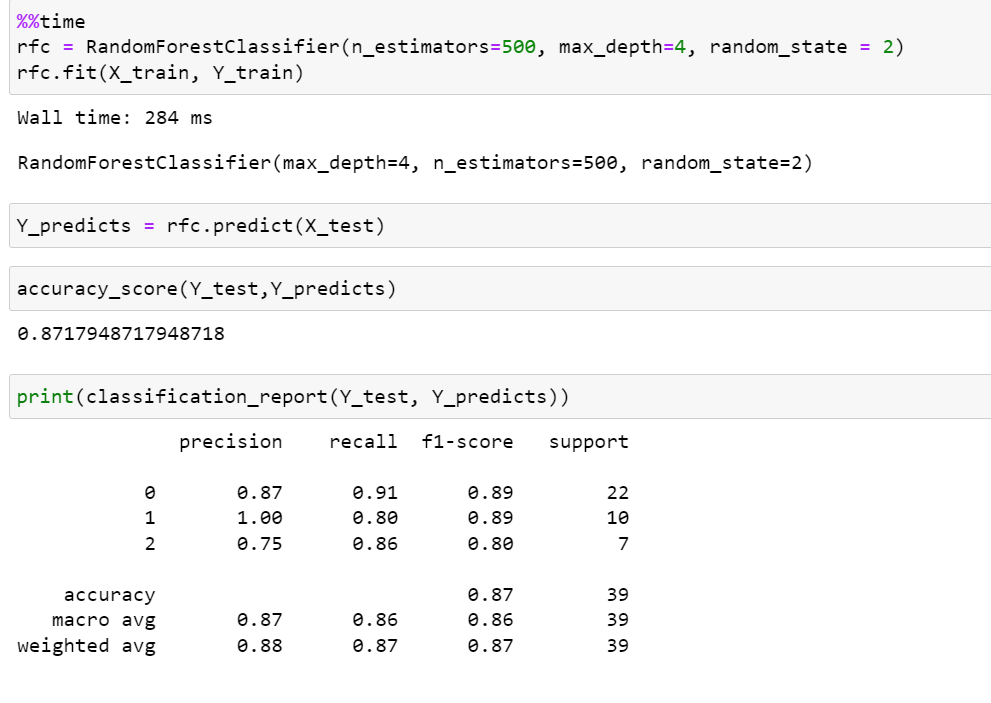 %%time
rfc = RandomForestClassifier(n_estimators=500, max_depth=4, random_state = 2)
rfc.fit(X_train, Y_train)
Wall time: 284 ms
RandomForestClassifier(max_depth=4, n_estimators=500, random_state=2)
Y_predicts = rfc.predict(X_test)
accuracy_score(Y_test,Y_predicts)
0.8717948717948718
print(classification_report(Y_test, Y_predicts))
precision    recall  f1-score   support
0       0.87      0.91      0.89        22
1       1.00      0.80      0.89        10
2       0.75      0.86      0.80         7
accuracy                           0.87        39
macro avg       0.87      0.86      0.86        39
weighted avg       0.88      0.87      0.87        39